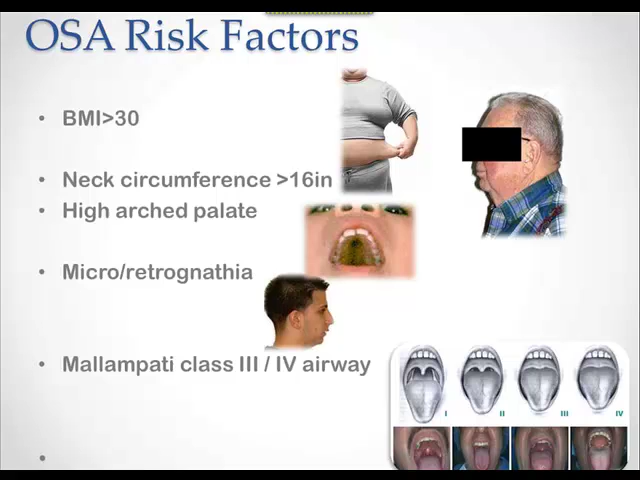 OSA Risk Factors
• BMI>30
• Neck circumference >16in
• High arched palate
• Micro/retrognathia
• Mallampati class III / IV airway
I II III IV
•